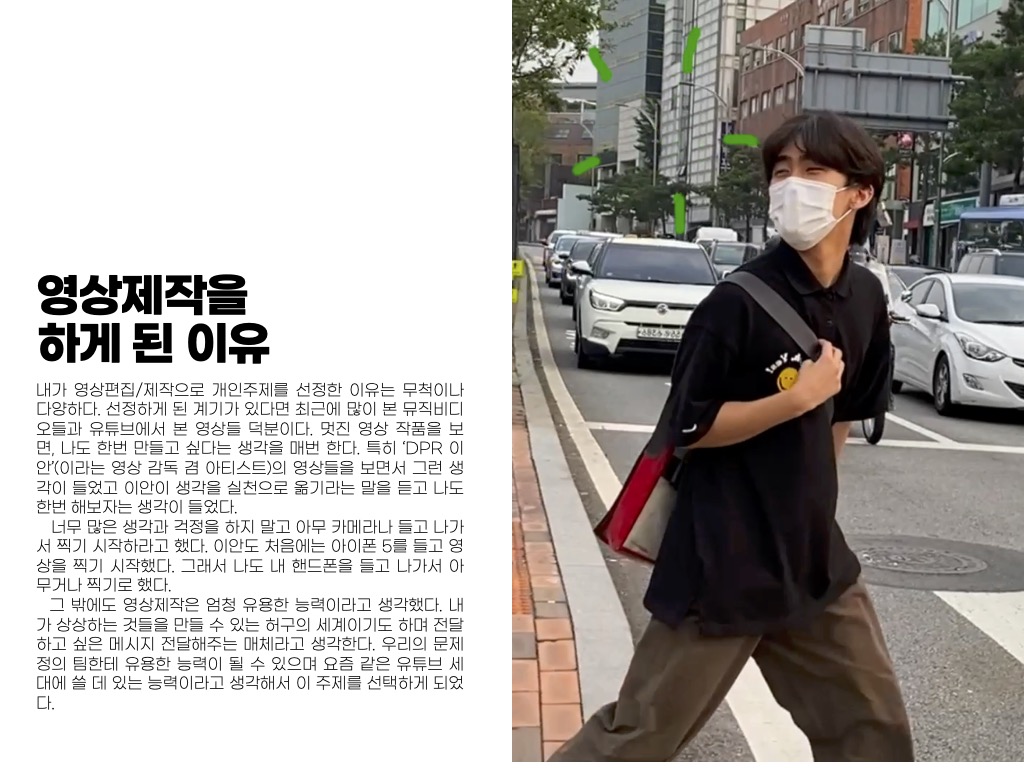 영상제작을
하게 된 이유
내가 영상편집/제작으로 개인주제를 선정한 이유는 무척이나
다양하다. 선정하게 된 계기가 있다면 최근에 많이 본 뮤직비디
오들과 유튜브에서 본 영상들 덕분이다. 멋진 영상 작품을 보
면, 나도 한번 만들고 싶다는 생각을 매번 한다. 특히 ‘DPR 이
안’(이라는 영상 감독 겸 아티스트)의 영상들을 보면서 그런 생
각이 들었고 이안이 생각을 실천으로 옮기라는 말을 듣고 나도
한번 해보자는 생각이 들었다.
너무 많은 생각과 걱정을 하지 말고 아무 카메라나 들고 나가
서 찍기 시작하라고 했다. 이안도 처음에는 아이폰 5를 들고 영
상을 찍기 시작했다. 그래서 나도 내 핸드폰을 들고 나가서 아
무거나 찍기로 했다.
그 밖에도 영상제작은 엄청 유용한 능력이라고 생각했다. 내
가 상상하는 것들을 만들 수 있는 허구의 세계이기도 하며 전달
하고 싶은 메시지 전달해주는 매체라고 생각한다. 우리의 문제
정의 팀한테 유용한 능력이 될 수 있으며 요즘 같은 유튜브 세
대에 쓸 데 있는 능력이라고 생각해서 이 주제를 선택하게 되었
다.